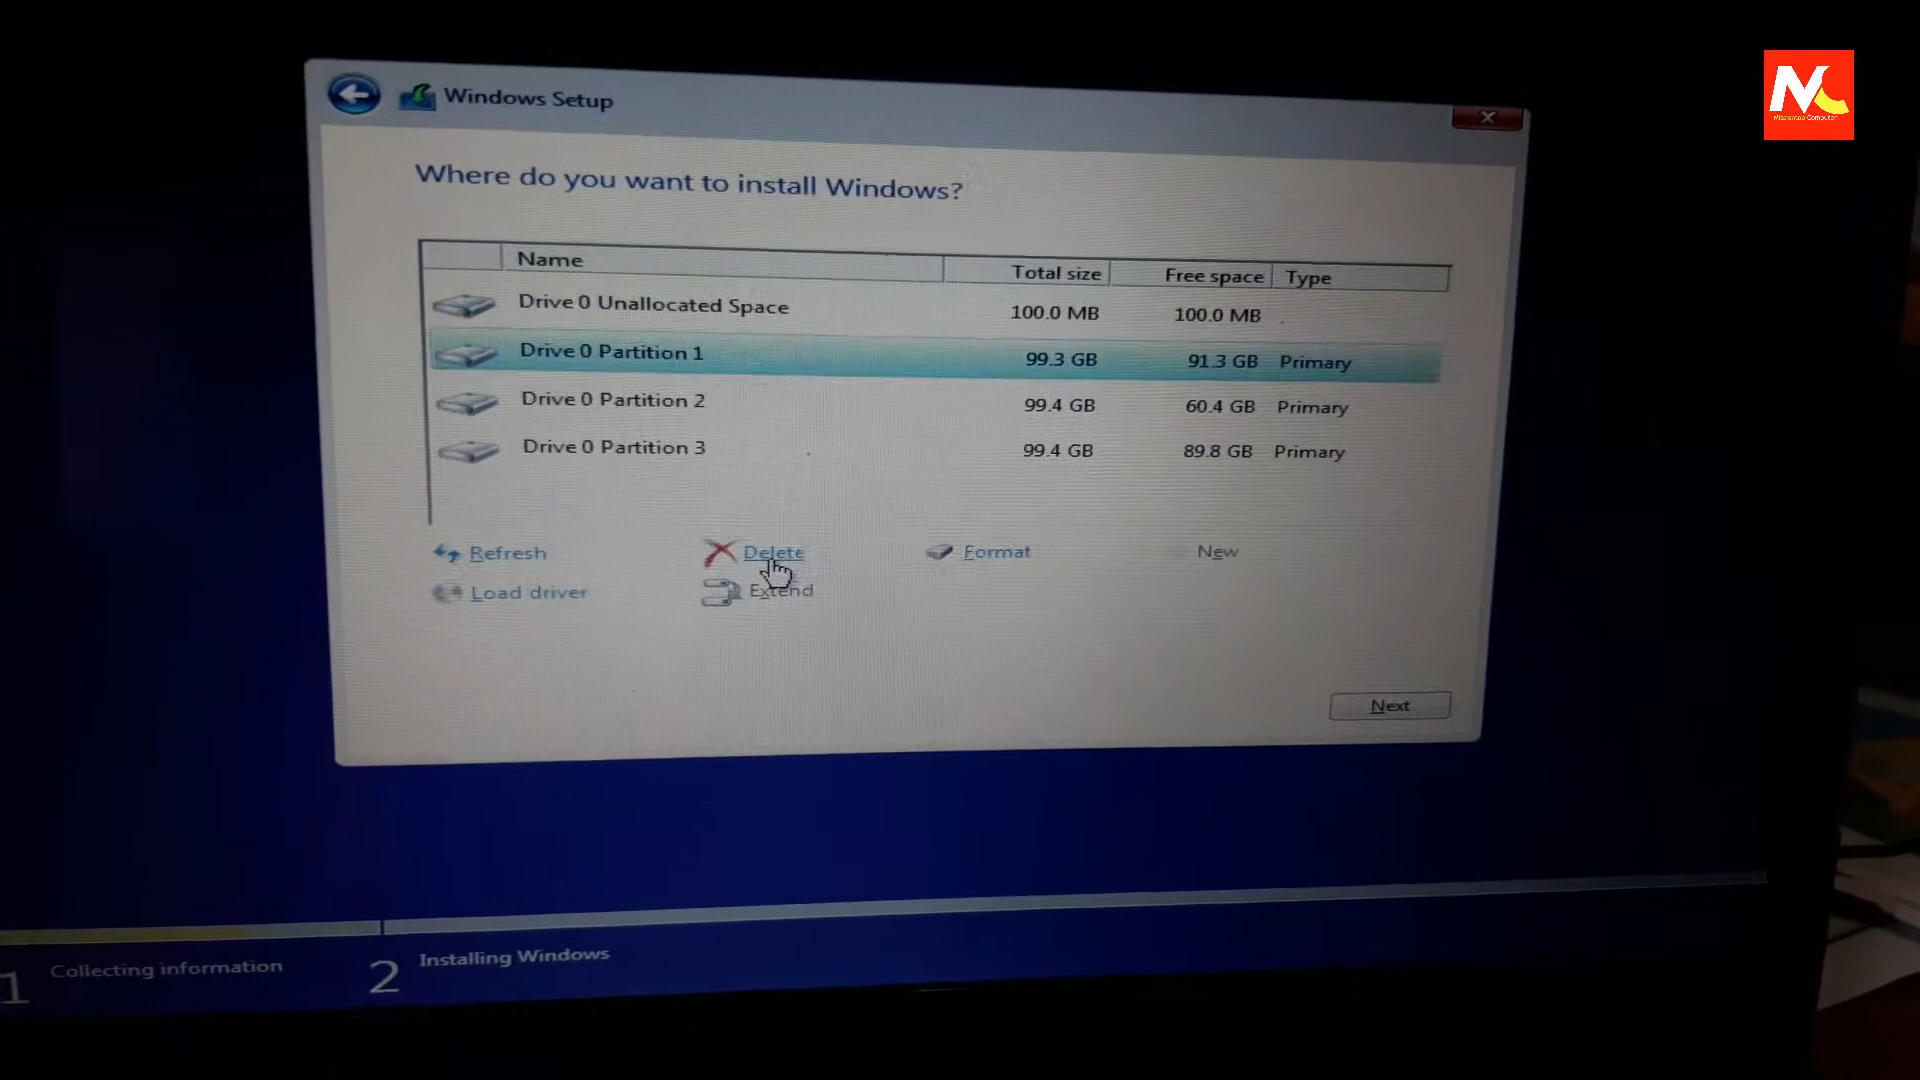 Windows Setup
Where do you want to install Windows?
Name Total size Free space Type
Drive 0 Unallocated Space 100.0 MB 100.0 MB
Drive 0 Partition 1 99.3 GB 91.3 GB Primary
Drive 0 Partition 2 99.4 GB 60.4 GB Primary
Drive 0 Partition 3 99.4 GB 89.8 GB Primary
Refresh Delete Format New
Load driver Extend
Next
1 Collecting information 2 Installing Windows
MC